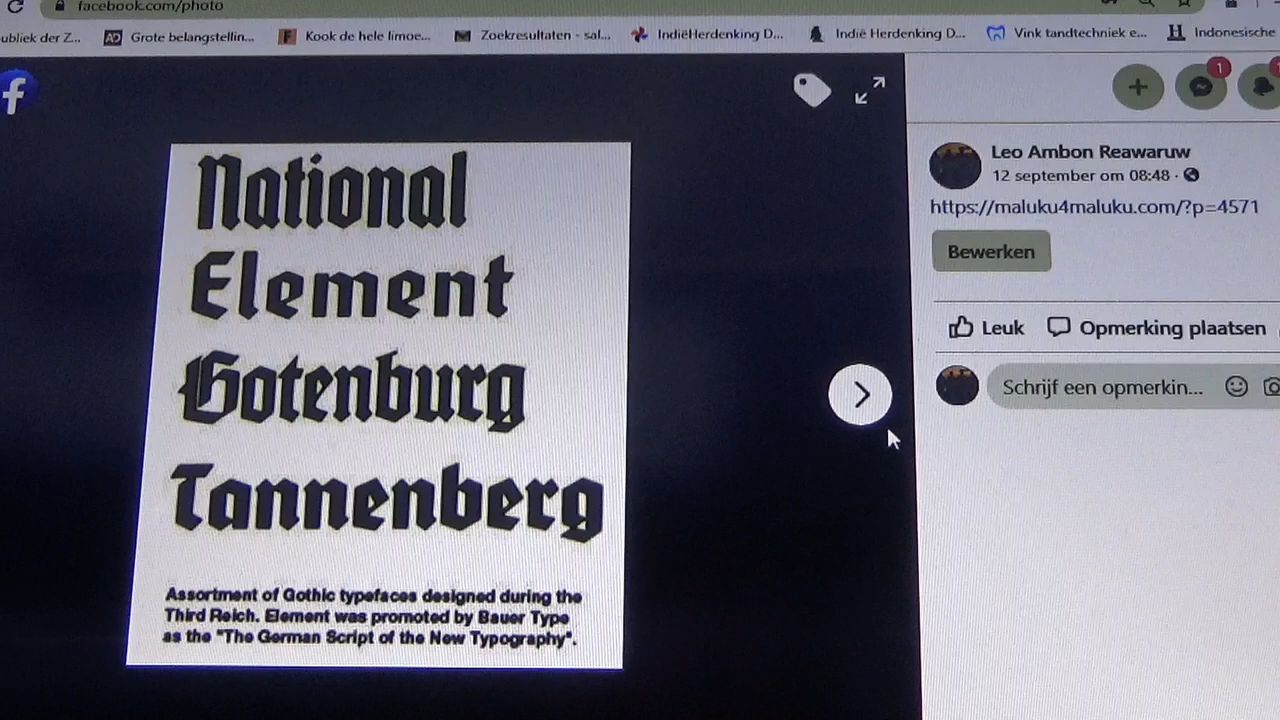 facebook.com/photo
ubliek der Z...
Grote belangstellin...
Kook de hele limoe...
Zoekresultaten - sal...
IndiëHerdenking D...
Indië Herdenking D...
Vink tandtechniek e...
Indonesische
National
Element
Gotenburg
Tannenberg
Assortment of Gothic typefaces designed during the
Third Reich. Element was promoted by Bauer Type
as the "The German Script of the New Typography".
1
Leo Ambon Reawaruw
12 september om 08:48 ·
https://maluku4maluku.com/?p=4571
Bewerken
Leuk
Opmerking plaatsen
Schrijf een opmerkin...